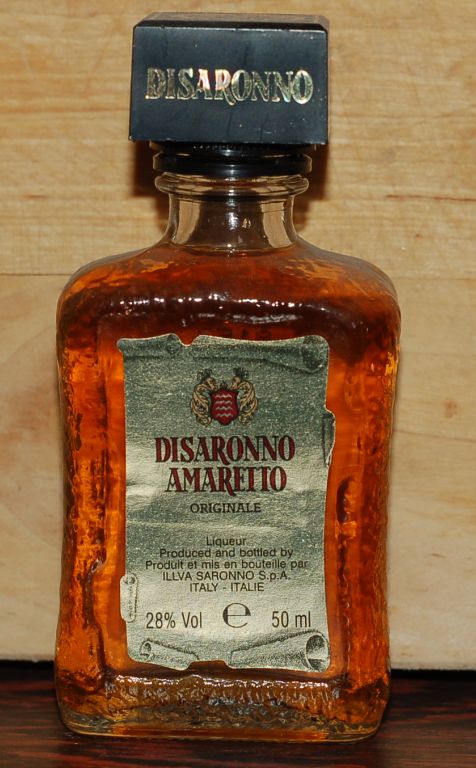 DISARONNO
DISARONNO
AMARETTO
ORIGINALE
Liqueur
Produced and bottled by
Produit et mis en bouteille par
ILLVA SARONNO S.p.A.
ITALY - ITALIE
28% Vol ℮ 50 ml